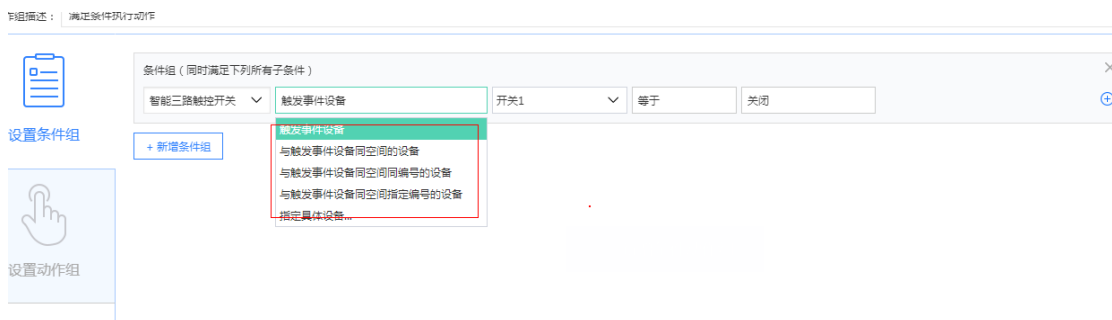 作组描述： 满足条件执行动作
条件组（同时满足下列所有子条件）
智能三路触控开关 触发事件设备 开关1 等于 关闭
设置条件组
+ 新增条件组
触发事件设备
与触发事件设备同空间的设备
与触发事件设备同空间同编号的设备
与触发事件设备同空间指定编号的设备
指定具体设备...
设置动作组